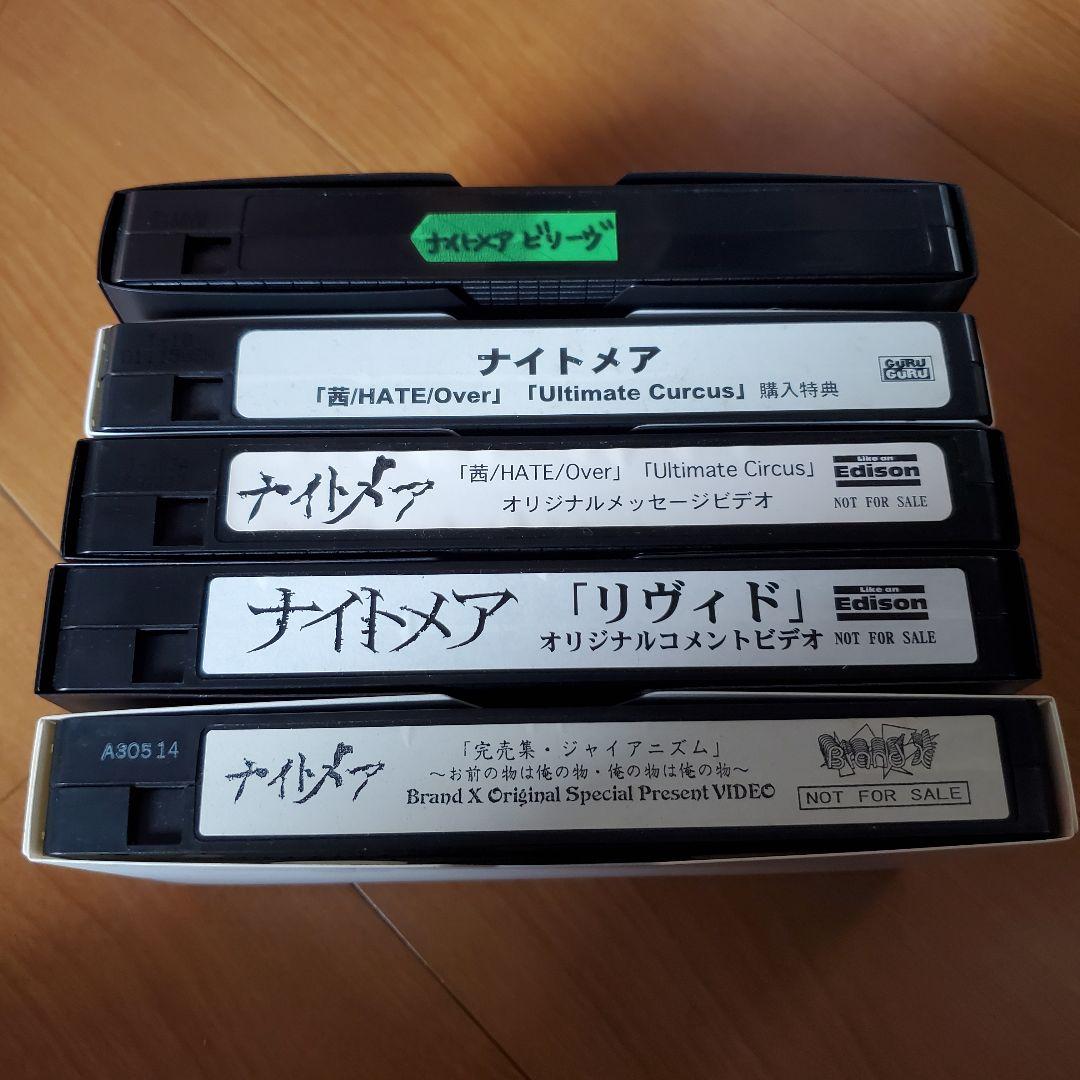 ナイトメア ビリーヴ
ナイトメア
「茜/HATE/Over」「Ultimate Curcus」購入特典
GURU
GURU
ナイトメア
「茜/HATE/Over」「Ultimate Circus」
オリジナルメッセージビデオ
Like an
Edison
NOT FOR SALE
ナイトメア
「リヴィド」
オリジナルコメントビデオ
Like an
Edison
NOT FOR SALE
A30514
ナイトメア
「完売集・ジャイアニズム」
～お前の物は俺の物・俺の物は俺の物～
Brand X Original Special Present VIDEO
Brand X
NOT FOR SALE